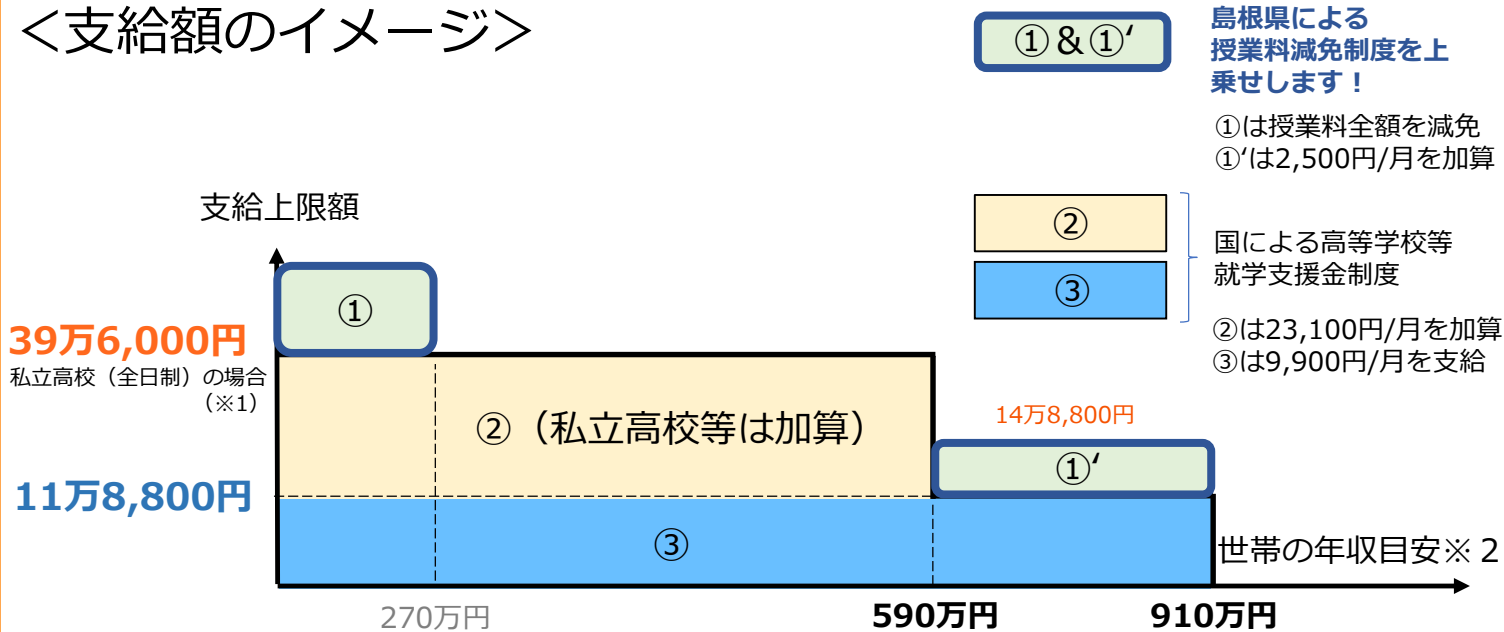 ＜支給額のイメージ＞
①＆①‘
島根県による
授業料減免制度を上
乗せします！
①は授業料全額を減免
①‘は2,500円/月を加算
支給上限額
②
③
国による高等学校等
就学支援金制度
②は23,100円/月を加算
③は9,900円/月を支給
①
39万6,000円
私立高校（全日制）の場合
（※1）
②（私立高校等は加算）
14万8,800円
①‘
11万8,800円
③
世帯の年収目安※２
270万円
590万円
910万円